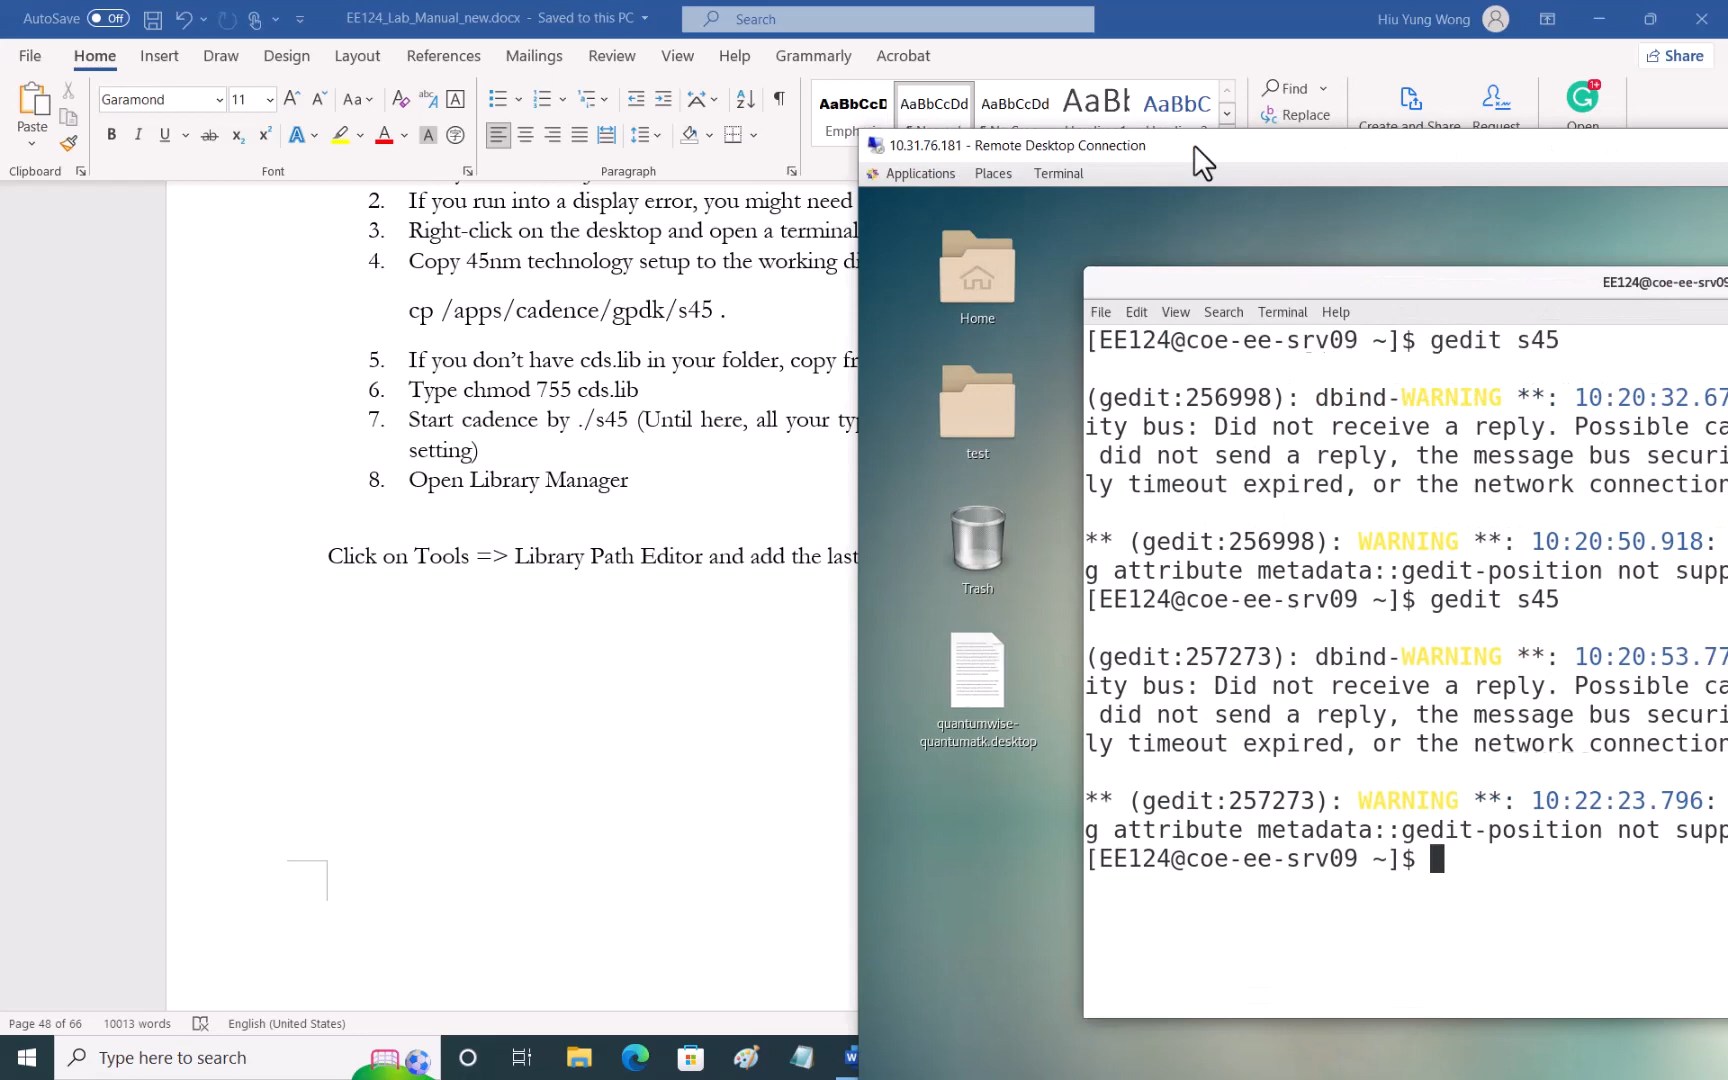 AutoSave Off EE124_Lab_Manual_new.docx - Saved to this PC Search Hiu Yung Wong
File Home Insert Draw Design Layout References Mailings Review View Help Grammarly Acrobat Share
Paste Garamond 11 Aa AaBbCcD AaBbCcDd AaBbCcDd AaBb AaBbC Find Replace
Clipboard Font Paragraph
2. If you run into a display error, you might need
3. Right-click on the desktop and open a terminal
4. Copy 45nm technology setup to the working di
cp /apps/cadence/gpdk/s45 .
5. If you don’t have cds.lib in your folder, copy fr
6. Type chmod 755 cds.lib
7. Start cadence by ./s45 (Until here, all your typ
setting)
8. Open Library Manager
Click on Tools => Library Path Editor and add the last
Page 48 of 66 10013 words English (United States)
Type here to search
10.31.76.181 - Remote Desktop Connection
Applications Places Terminal
Home
test
Trash
quantumwise-
quantumatk.desktop
EE124@coe-ee-srv09
File Edit View Search Terminal Help
[EE124@coe-ee-srv09 ~]$ gedit s45
(gedit:256998): dbind-WARNING **: 10:20:32.67
ity bus: Did not receive a reply. Possible ca
did not send a reply, the message bus securi
ly timeout expired, or the network connection
** (gedit:256998): WARNING **: 10:20:50.918:
g attribute metadata::gedit-position not supp
[EE124@coe-ee-srv09 ~]$ gedit s45
(gedit:257273): dbind-WARNING **: 10:20:53.77
ity bus: Did not receive a reply. Possible ca
did not send a reply, the message bus securi
ly timeout expired, or the network connection
** (gedit:257273): WARNING **: 10:22:23.796:
g attribute metadata::gedit-position not supp
[EE124@coe-ee-srv09 ~]$